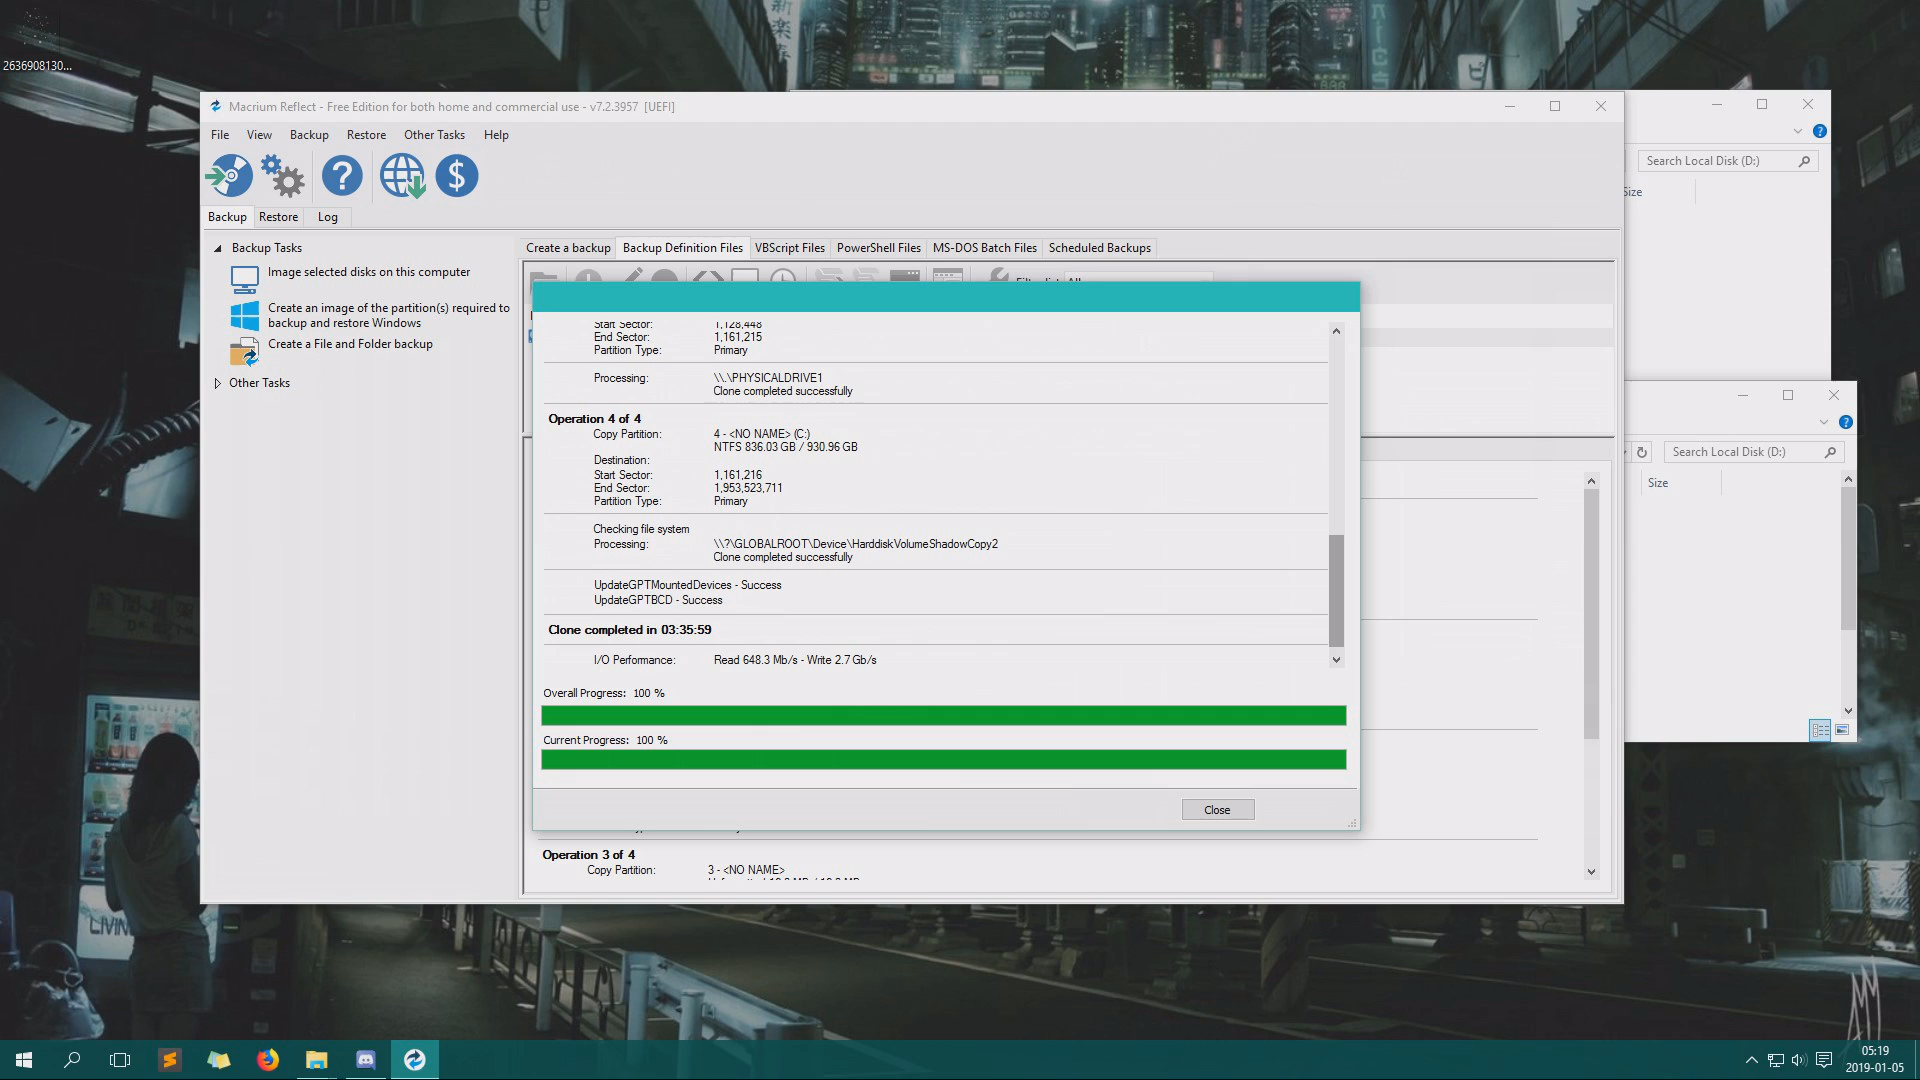 2636908130...
Macrium Reflect - Free Edition for both home and commercial use - v7.2.3957 [UEFI]
File View Backup Restore Other Tasks Help
Backup Restore Log
Backup Tasks
Image selected disks on this computer
Create an image of the partition(s) required to
backup and restore Windows
Create a File and Folder backup
Other Tasks
Create a backup Backup Definition Files VBScript Files PowerShell Files MS-DOS Batch Files Scheduled Backups
Start Sector: 1,128,448
End Sector: 1,161,215
Partition Type: Primary
Processing: \\.\PHYSICALDRIVE1
Clone completed successfully
Operation 4 of 4
Copy Partition: 4 - <NO NAME> (C:)
NTFS 836.03 GB / 930.96 GB
Destination:
Start Sector: 1,161,216
End Sector: 1,953,523,711
Partition Type: Primary
Checking file system
Processing: \\?\GLOBALROOT\Device\HarddiskVolumeShadowCopy2
Clone completed successfully
UpdateGPTMountedDevices - Success
UpdateGPTBCD - Success
Clone completed in 03:35:59
I/O Performance: Read 648.3 Mb/s - Write 2.7 Gb/s
Overall Progress: 100 %
Current Progress: 100 %
Close
Operation 3 of 4
Copy Partition: 3 - <NO NAME>
Search Local Disk (D:)
Size
Search Local Disk (D:)
Size
05:19
2019-01-05